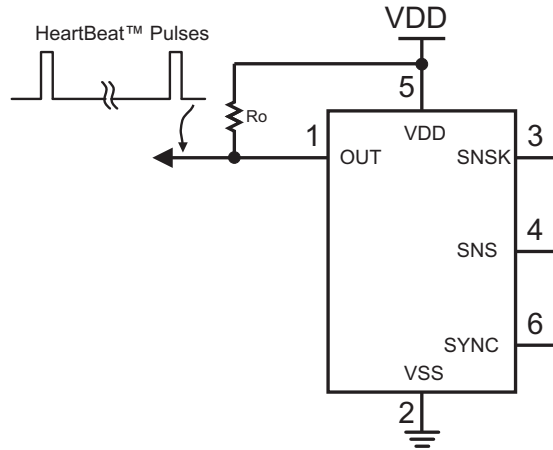 VDD
HeartBeat™ Pulses
5
Ro
1
VDD
3
OUT
SNSK
4
SNS
6
SYNC
VSS
2